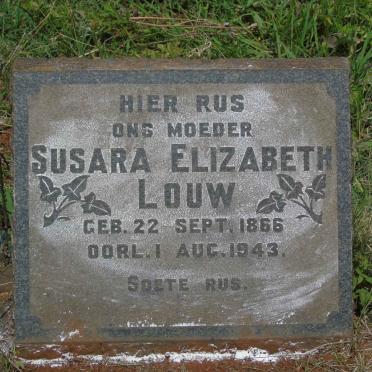 HIER RUS
ONS MOEDER
SUSARA ELIZABETH
LOUW
GEB. 22 SEPT. 1866
OORL. 1 AUG. 1943.
SOETE RUS.